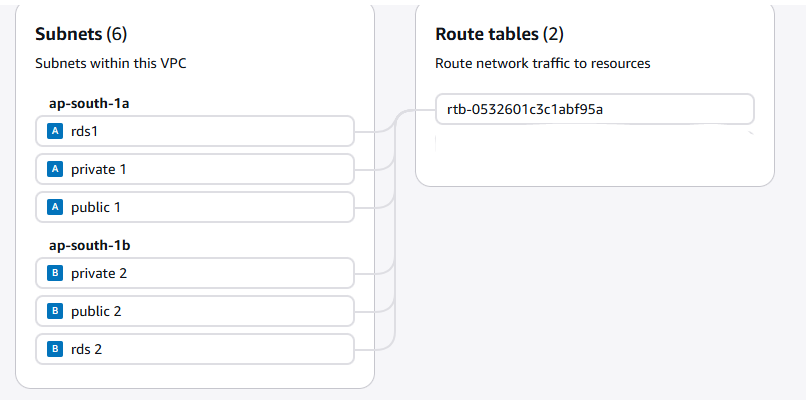 Subnets (6)
Subnets within this VPC
ap-south-1a
A rds1
A private 1
A public 1
ap-south-1b
B private 2
B public 2
B rds 2
Route tables (2)
Route network traffic to resources
rtb-0532601c3c1abf95a